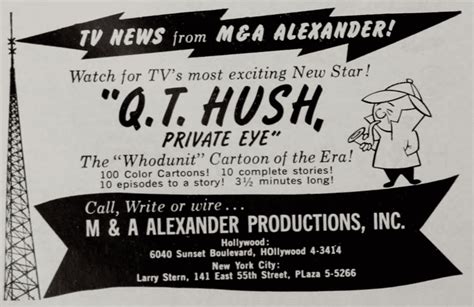 TV NEWS from M&A ALEXANDER!
Watch for TV's most exciting New Star!
"Q.T. HUSH,
PRIVATE EYE"
The "Whodunit" Cartoon of the Era!
100 Color Cartoons! 10 complete stories!
10 episodes to a story! 3½ minutes long!
Call, Write or wire...
M & A ALEXANDER PRODUCTIONS, INC.
Hollywood:
6040 Sunset Boulevard, HOllywood 4-3414
New York City:
Larry Stern, 141 East 55th Street, PLaza 5-5266